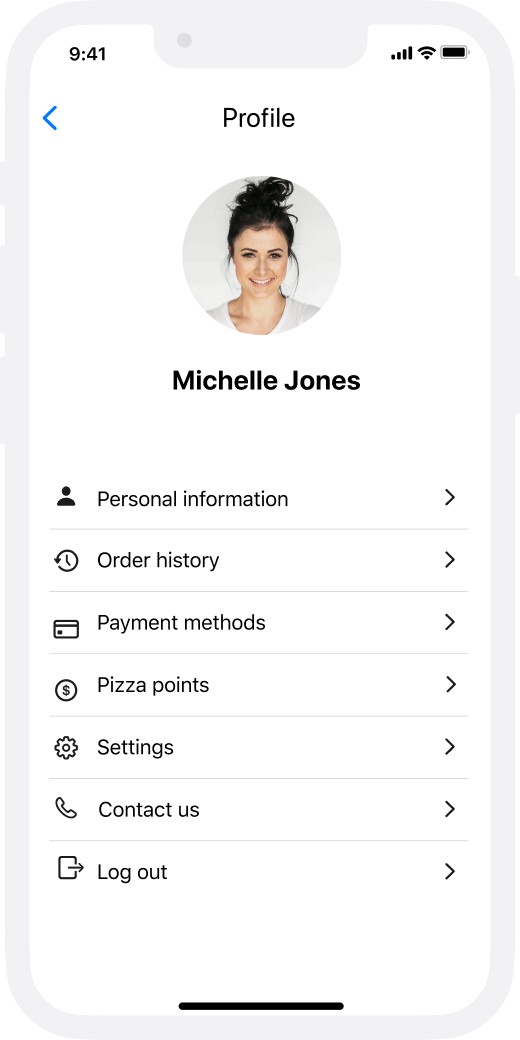 9:41
Profile
Michelle Jones
Personal information
Order history
Payment methods
$
Pizza points
Settings
Contact us
Log out